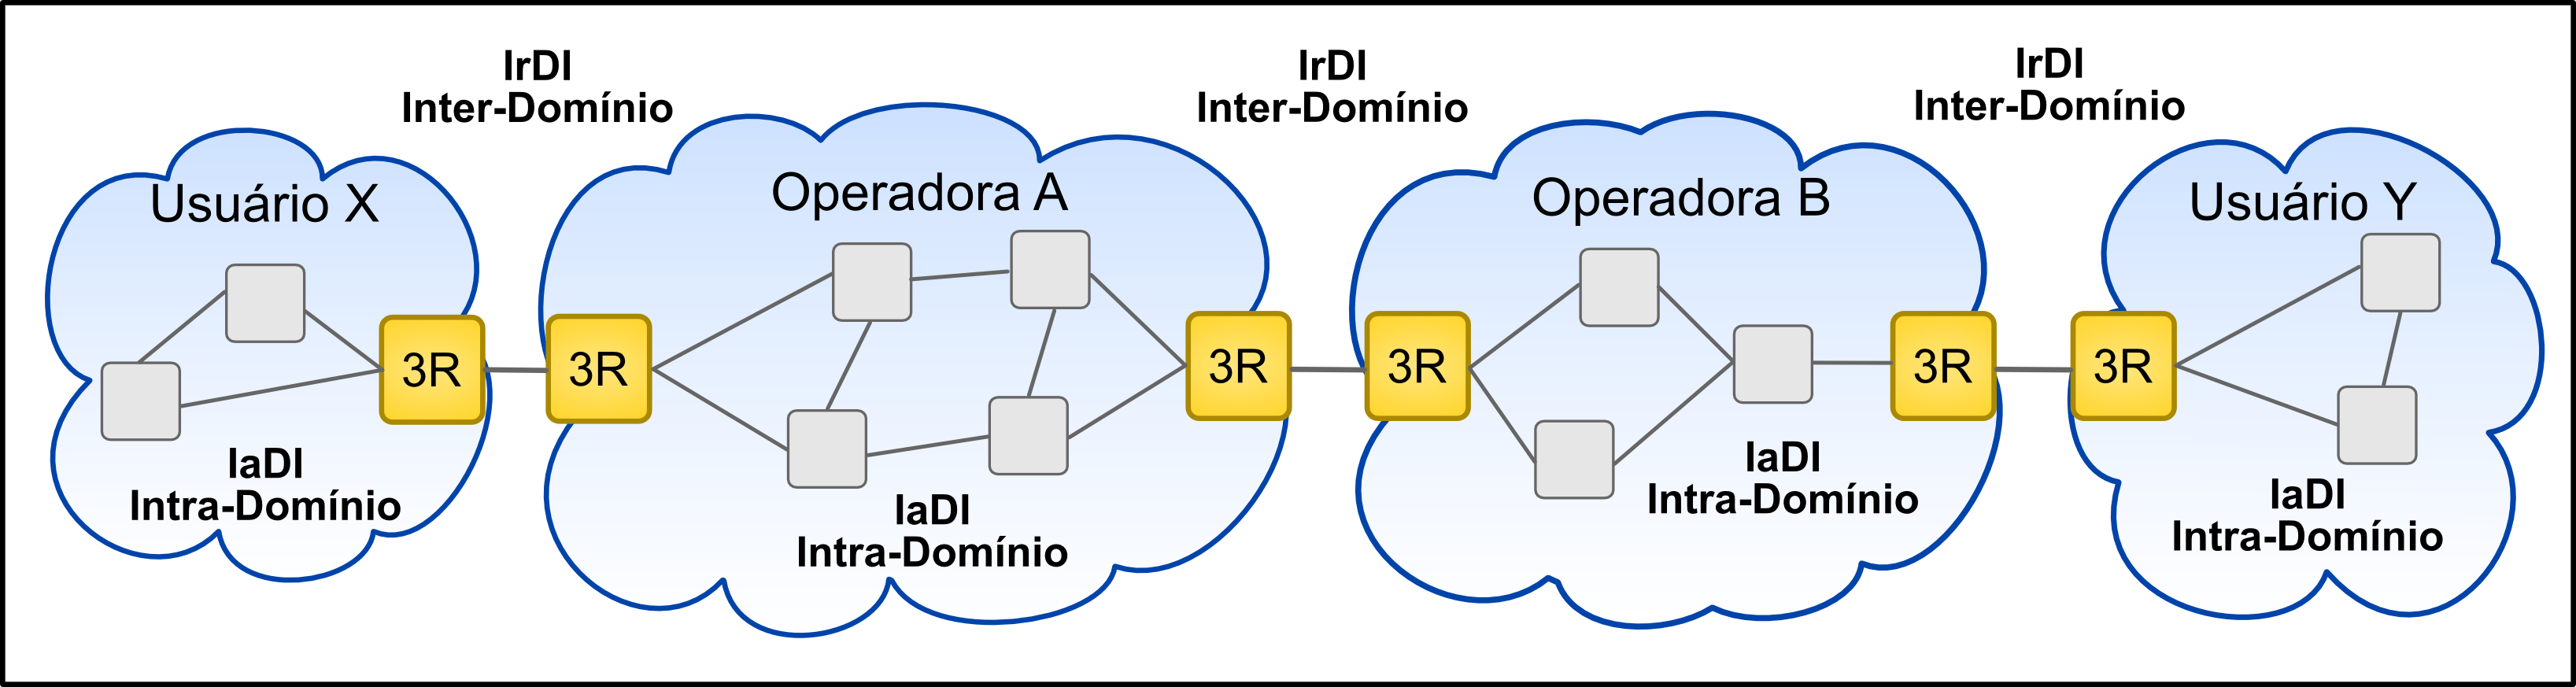 IrDI
Inter-Domínio
IrDI
Inter-Domínio
IrDI
Inter-Domínio
Usuário X
Operadora A
Operadora B
Usuário Y
3R
3R
3R
3R
3R
3R
IaDI
Intra-Domínio
IaDI
Intra-Domínio
IaDI
Intra-Domínio
IaDI
Intra-Domínio